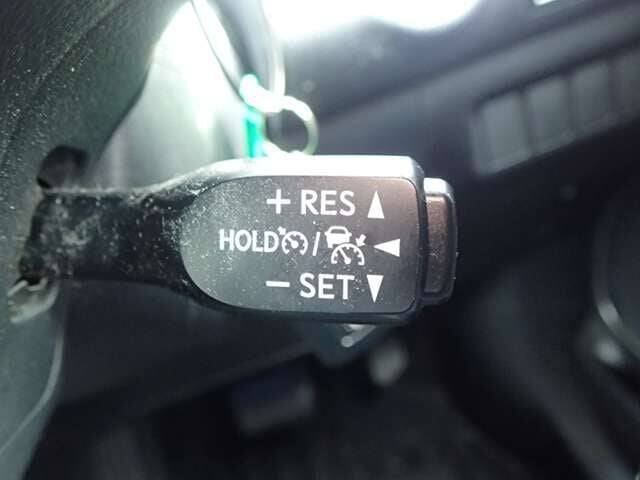 + RES
HOLD /
− SET